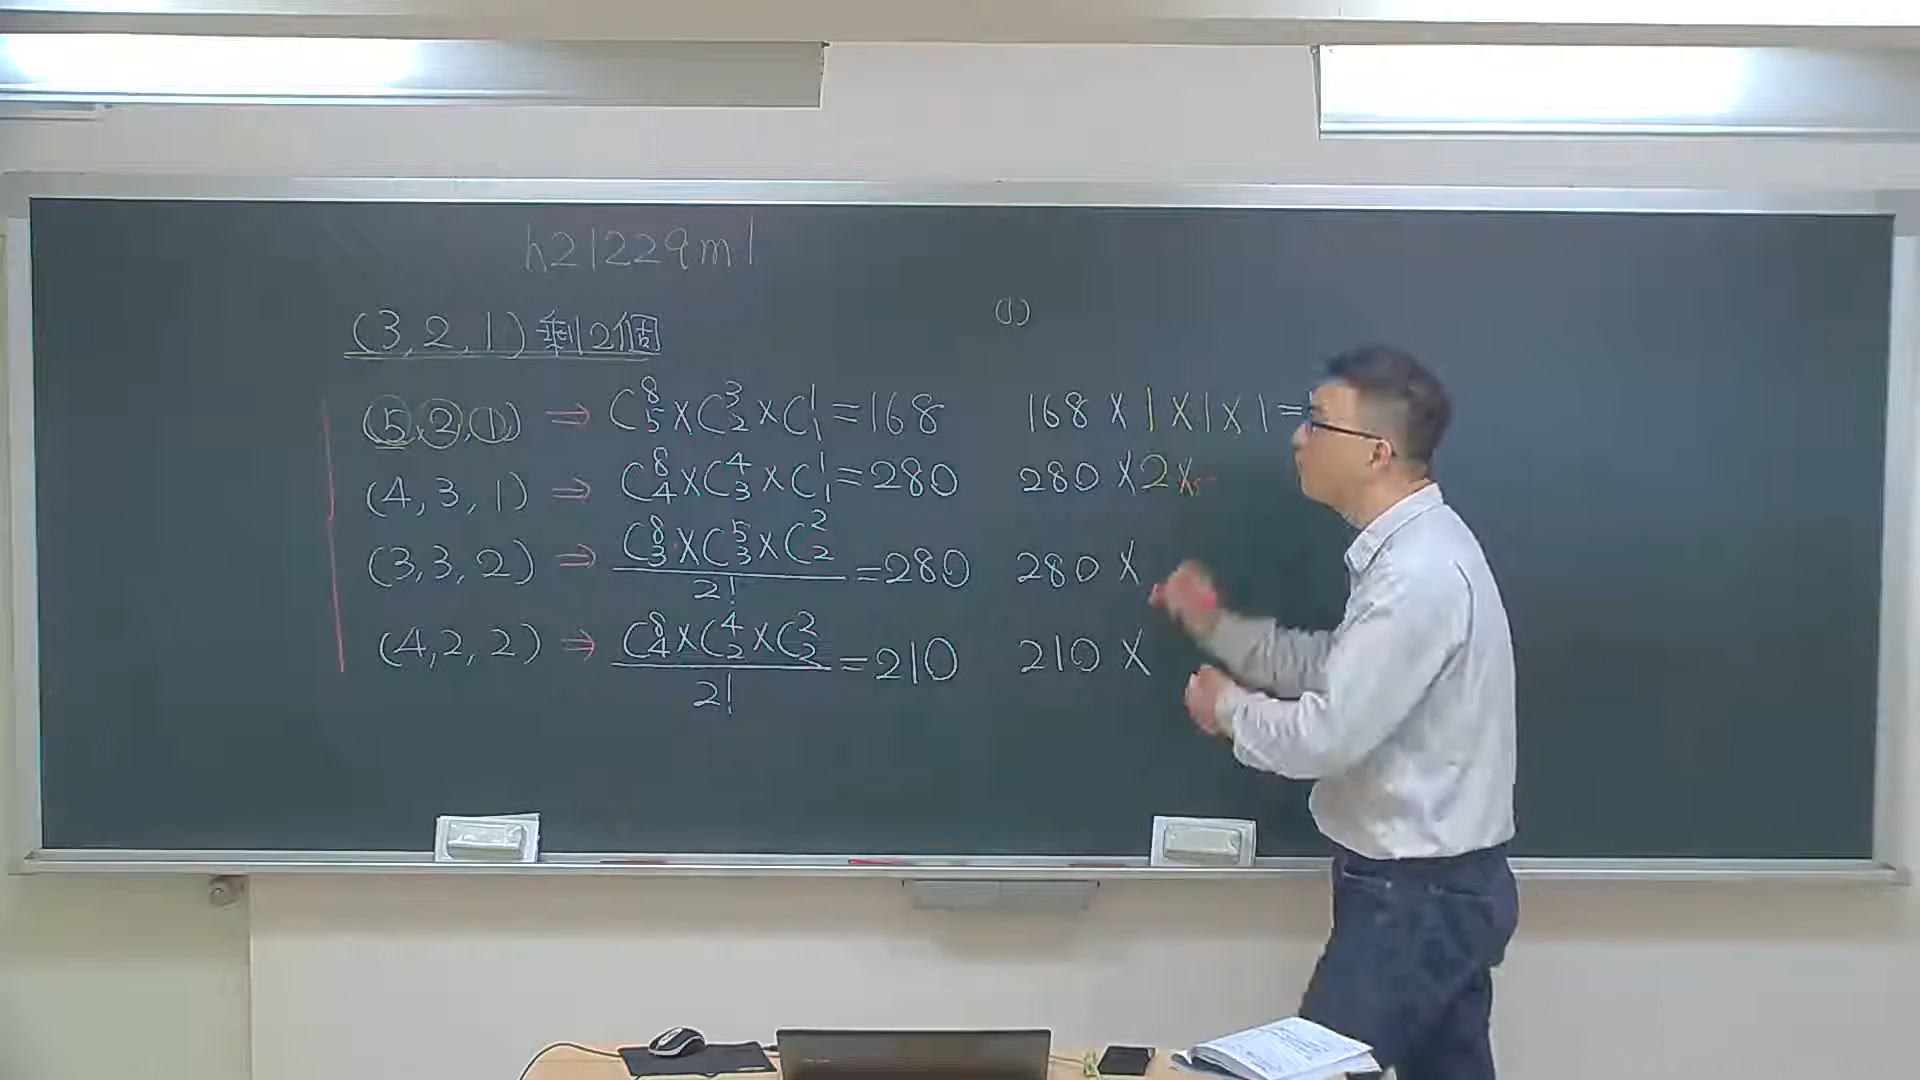 h21229m1
(3,2,1)剩2個
(1)
(5,2,1) ⇒ C⁸₅×C³₂×C¹₁=168
168×1×1×1=
(4,3,1) ⇒ C⁸₄×C⁴₃×C¹₁=280
280×2×
(3,3,2) ⇒ C⁸₃×C⁵₃×C²₂/2! =280
280×
(4,2,2) ⇒ C⁸₄×C⁴₂×C²₂/2! =210
210×